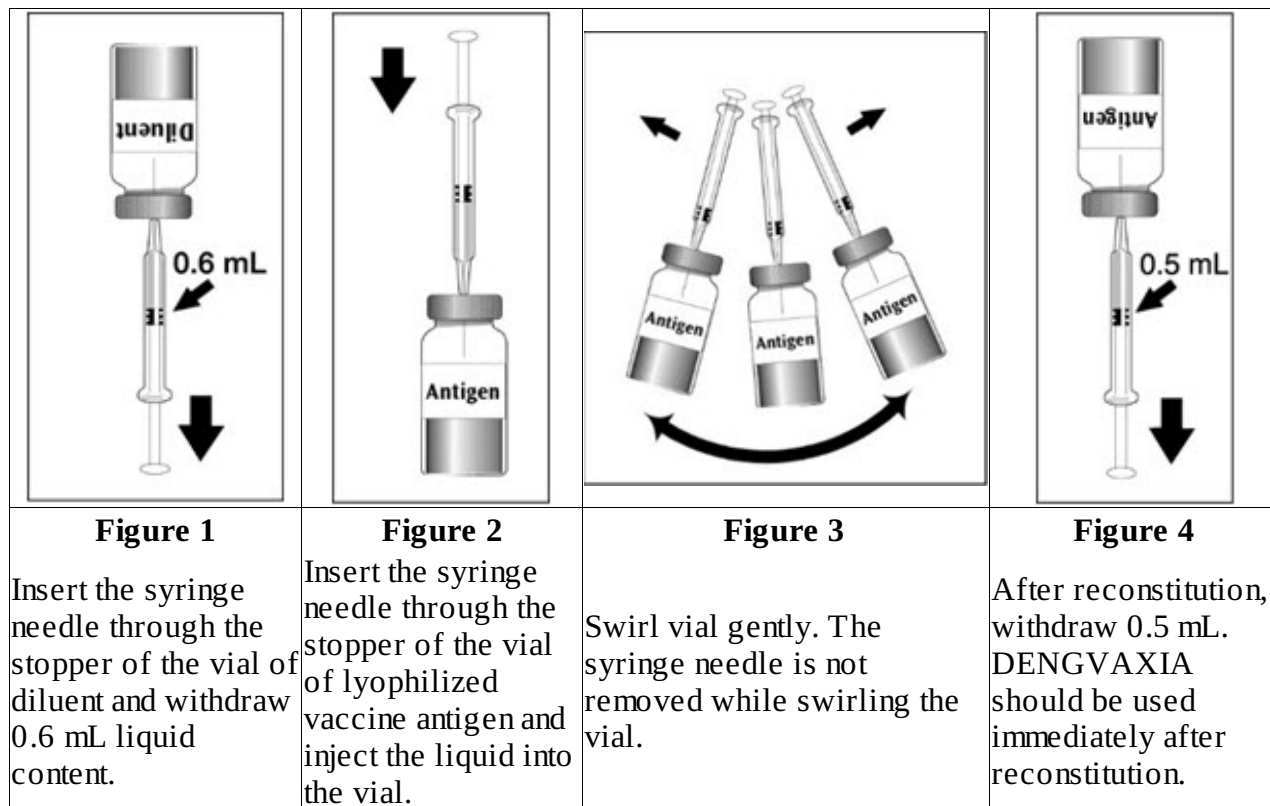 Diluent
0.6 mL
Antigen
Antigen
Antigen
Antigen
Antigen
0.5 mL
Figure 1
Insert the syringe
needle through the
stopper of the vial of
diluent and withdraw
0.6 mL liquid
content.
Figure 2
Insert the syringe
needle through the
stopper of the vial
of lyophilized
vaccine antigen and
inject the liquid into
the vial.
Figure 3
Swirl vial gently. The
syringe needle is not
removed while swirling the
vial.
Figure 4
After reconstitution,
withdraw 0.5 mL.
DENGVAXIA
should be used
immediately after
reconstitution.